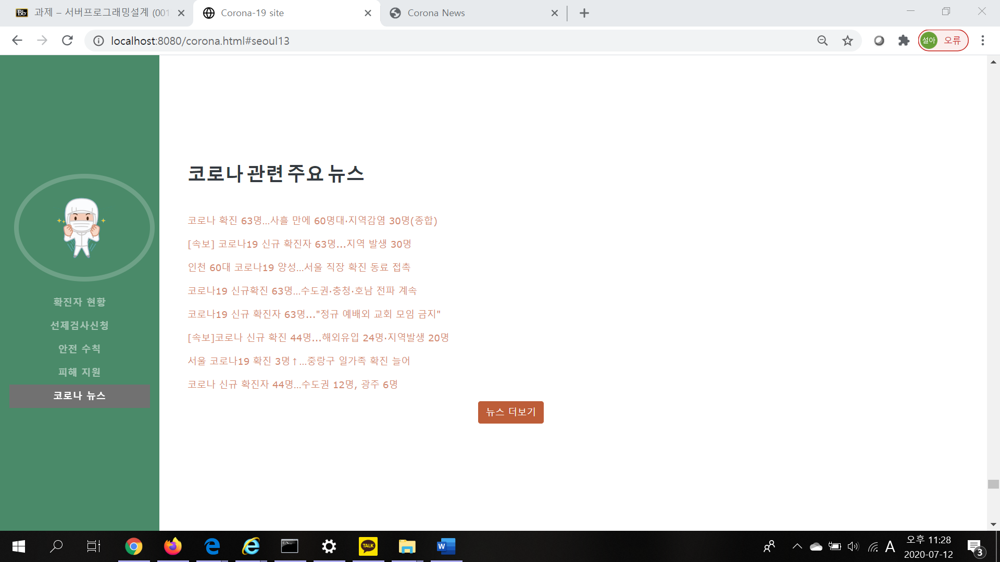 Bb 과제 – 서버프로그래밍설계 (001
Corona-19 site
Corona News
localhost:8080/corona.html#seoul13
설아 오류
코로나 관련 주요 뉴스
코로나 확진 63명...사흘 만에 60명대·지역감염 30명(종합)
[속보] 코로나19 신규 확진자 63명...지역 발생 30명
인천 60대 코로나19 양성...서울 직장 확진 동료 접촉
코로나19 신규확진 63명...수도권·충청·호남 전파 계속
코로나19 신규 확진자 63명..."정규 예배외 교회 모임 금지"
[속보]코로나 신규 확진 44명...해외유입 24명·지역발생 20명
서울 코로나19 확진 3명↑...중랑구 일가족 확진 늘어
코로나 신규 확진자 44명...수도권 12명, 광주 6명
뉴스 더보기
확진자 현황
선제검사신청
안전 수칙
피해 지원
코로나 뉴스
TALK
W
A
오후 11:28
2020-07-12
3